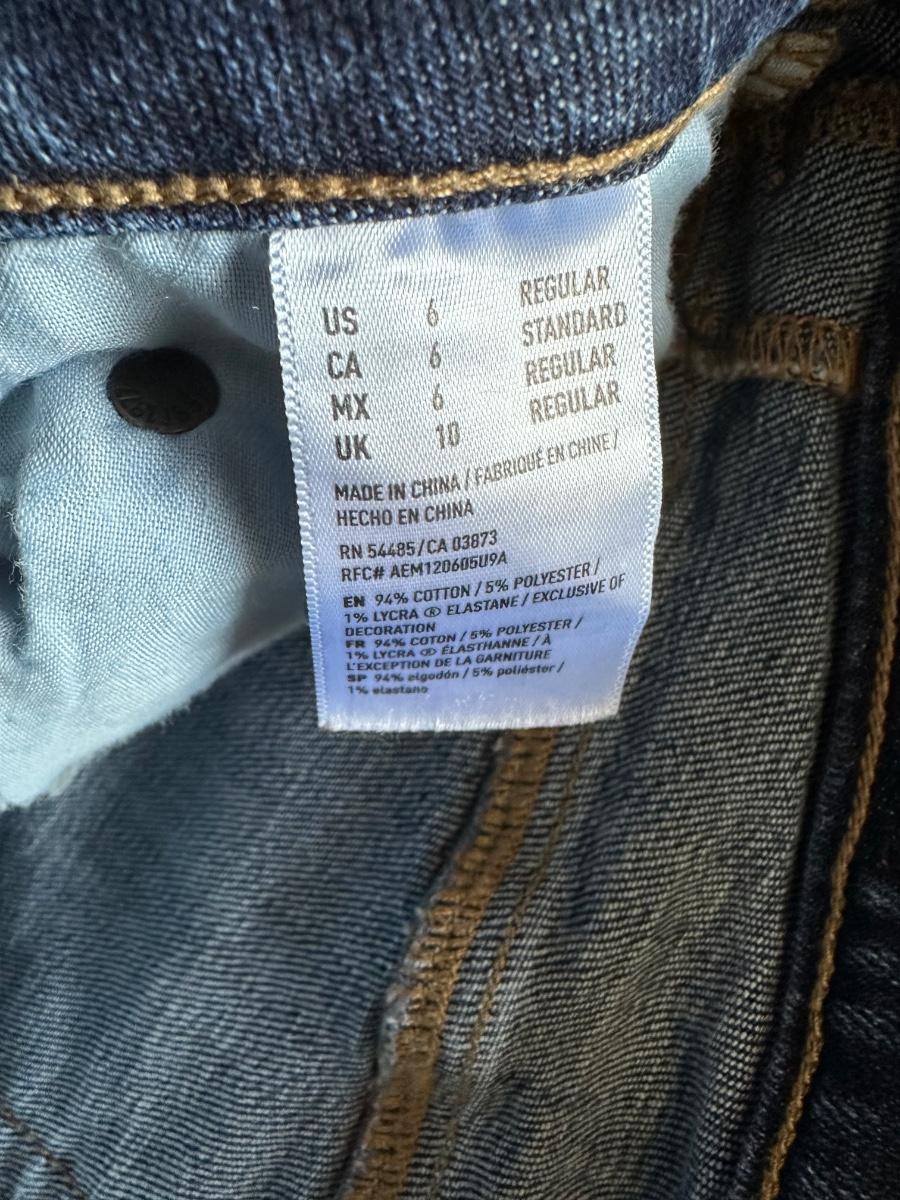 US 6 REGULAR
CA 6 STANDARD
MX 6 REGULAR
UK 10 REGULAR
MADE IN CHINA / FABRIQUÉ EN CHINE /
HECHO EN CHINA
RN 54485/CA 03873
RFC# AEM120605U9A
EN 94% COTTON / 5% POLYESTER /
1% LYCRA ® ELASTANE / EXCLUSIVE OF
DECORATION
FR 94% COTON / 5% POLYESTER /
1% LYCRA ® ÉLASTHANNE / À
L'EXCEPTION DE LA GARNITURE
SP 94% algodón / 5% poliéster /
1% elastano